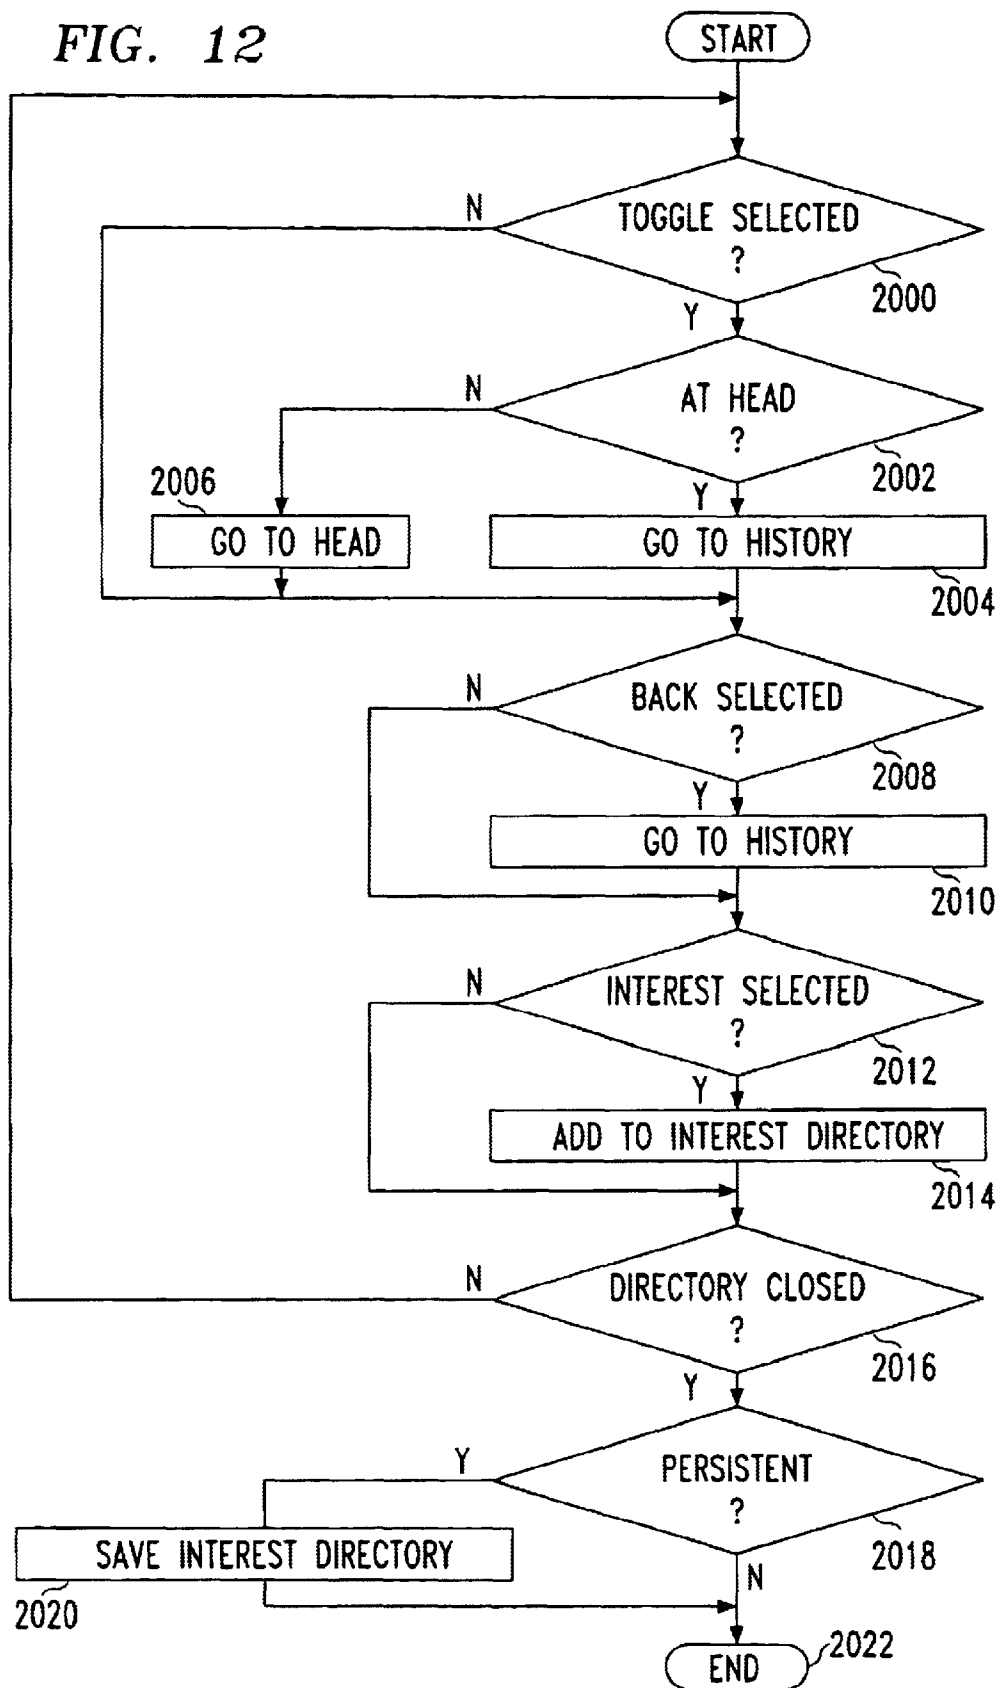 FIG. 12
START
N
TOGGLE SELECTED
?
2000
Y
N
AT HEAD
?
2002
2006
Y
GO TO HEAD
GO TO HISTORY
2004
N
BACK SELECTED
?
2008
Y
GO TO HISTORY
2010
N
INTEREST SELECTED
?
2012
Y
ADD TO INTEREST DIRECTORY
2014
N
DIRECTORY CLOSED
?
2016
Y
Y
PERSISTENT
?
2018
SAVE INTEREST DIRECTORY
N
2020
END
2022